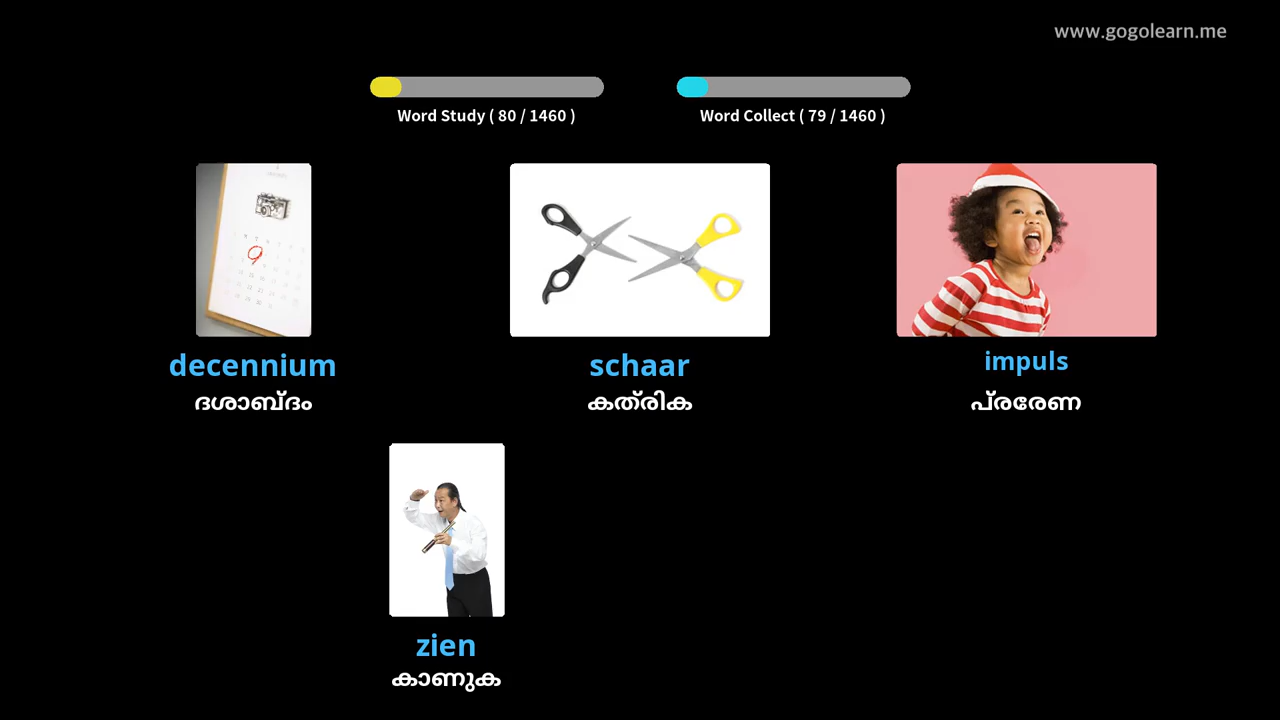 www.gogolearn.me
Word Study ( 80 / 1460 )
Word Collect ( 79 / 1460 )
decennium
schaar
impuls
ദശാബ്ദം
കത്രിക
പ്രരേണ
zien
കാണുക